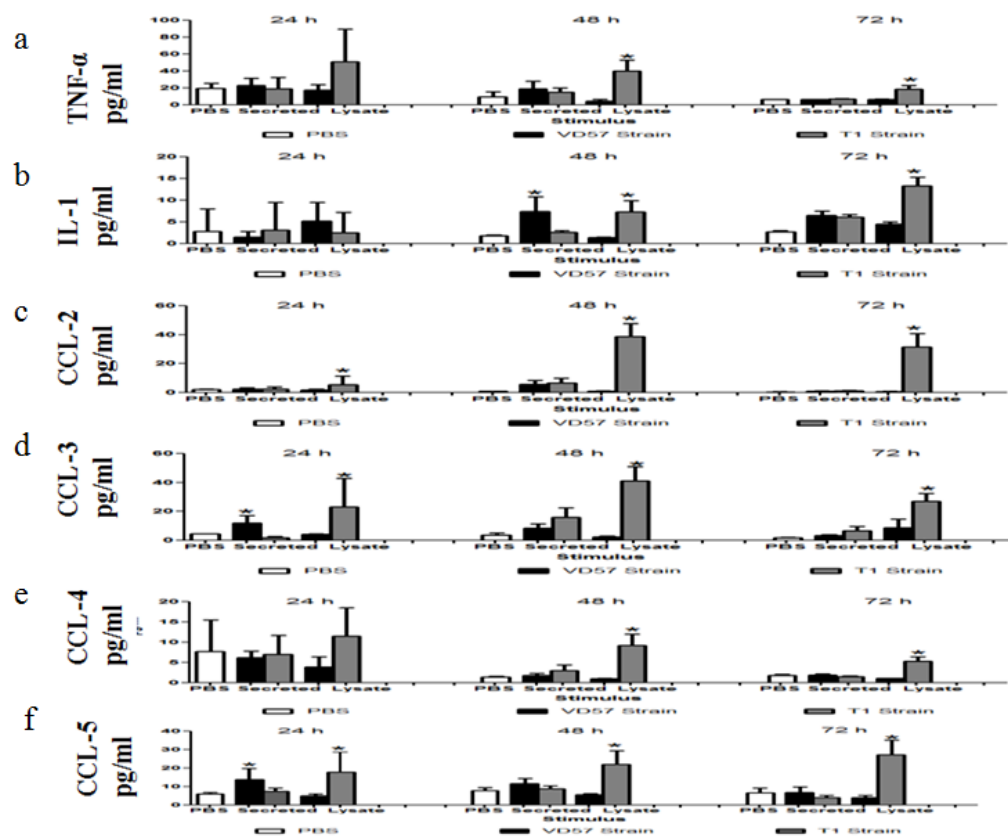 a
TNF-α
pg/ml
24 h 48 h 72 h
100
80
60
40
20
0
PBS Secreted Lysate PBS Secreted Lysate PBS Secreted Lysate
Stimulus
PBS VD57 Strain T1 Strain
b
IL-1
pg/ml
24 h 48 h 72 h
20
15
10
5
0
PBS Secreted Lysate PBS Secreted Lysate PBS Secreted Lysate
Stimulus
PBS VD57 Strain T1 Strain
c
CCL-2
pg/ml
24 h 48 h 72 h
60
40
20
0
PBS Secreted Lysate PBS Secreted Lysate PBS Secreted Lysate
Stimulus
PBS VD57 Strain T1 Strain
d
CCL-3
pg/ml
24 h 48 h 72 h
60
40
20
0
PBS Secreted Lysate PBS Secreted Lysate PBS Secreted Lysate
Stimulus
PBS VD57 Strain T1 Strain
e
CCL-4
pg/ml
24 h 48 h 72 h
20
15
10
5
0
PBS Secreted Lysate PBS Secreted Lysate PBS Secreted Lysate
Stimulus
PBS VD57 Strain T1 Strain
f
CCL-5
pg/ml
24 h 48 h 72 h
40
30
20
10
0
PBS Secreted Lysate PBS Secreted Lysate PBS Secreted Lysate
Stimulus
PBS VD57 Strain T1 Strain